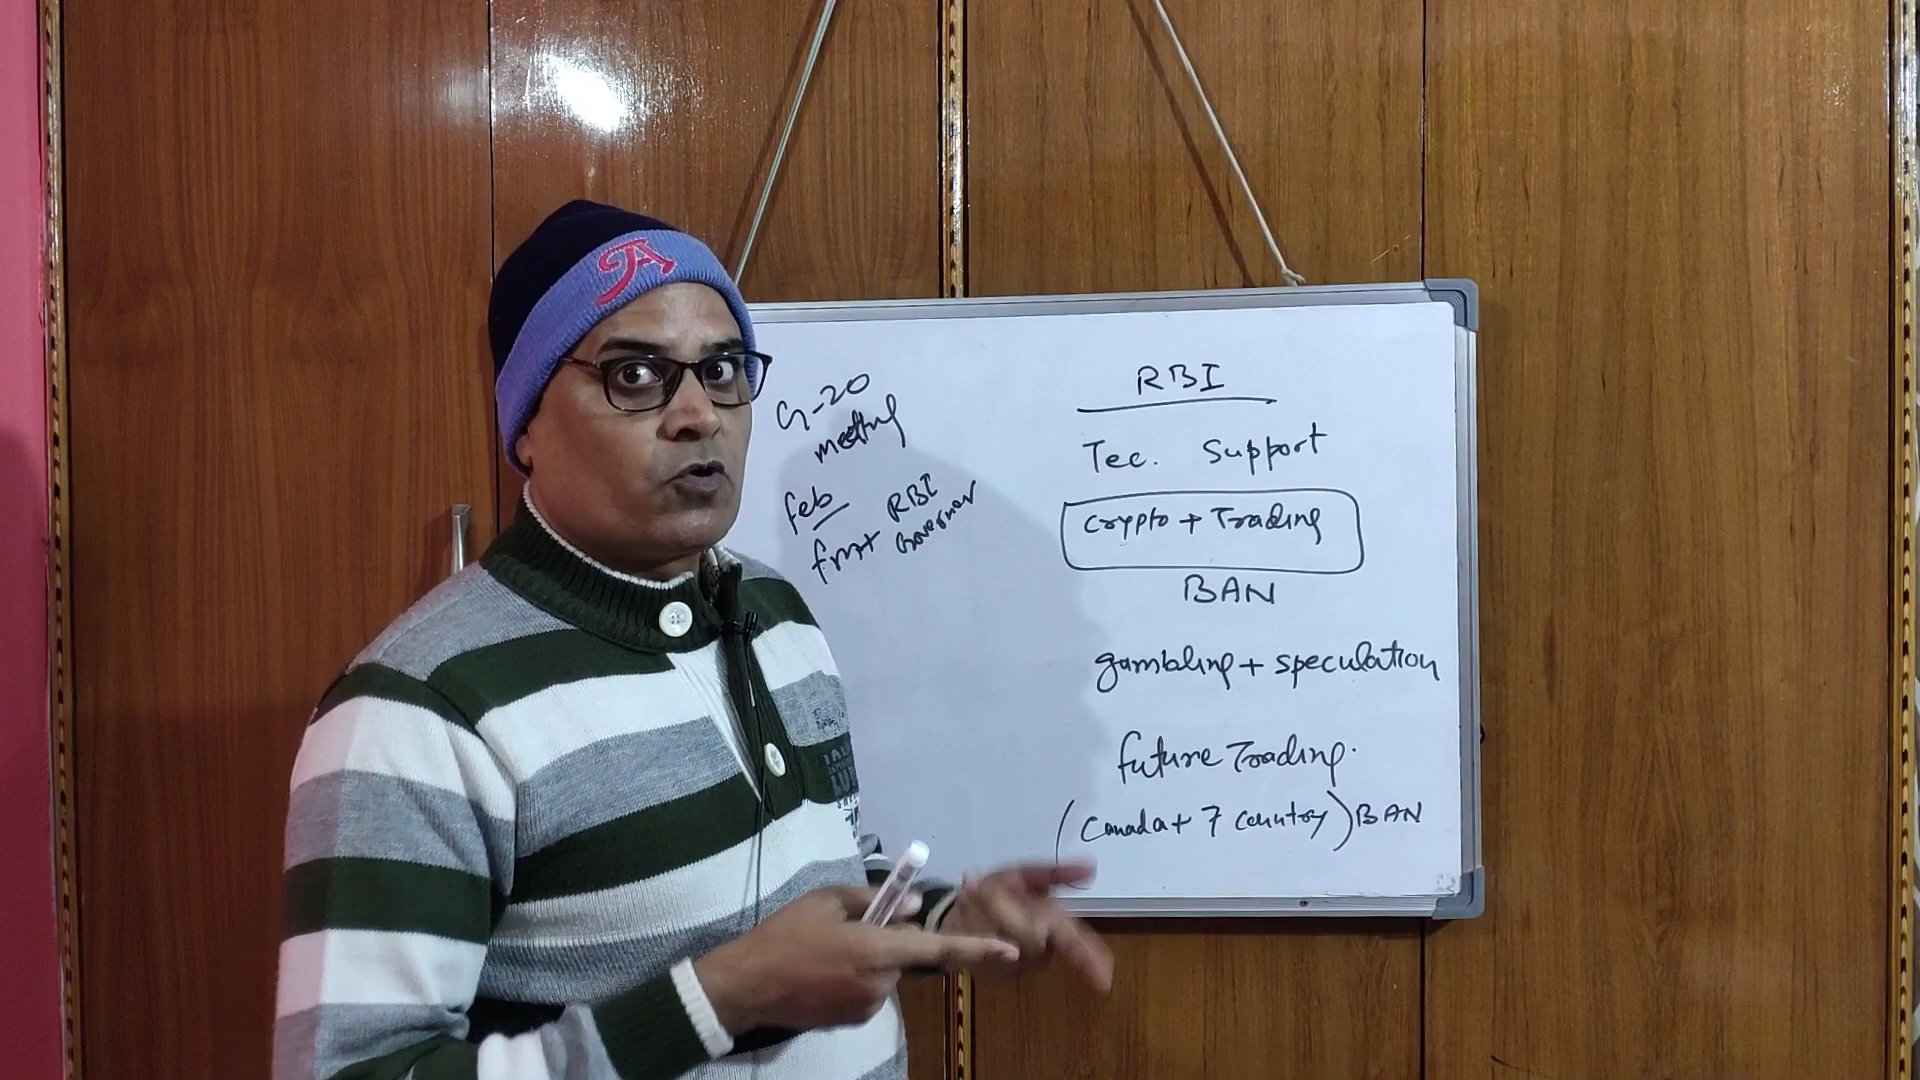 A
G-20
meeting
feb
first RBI
Governor
RBI
Tec. Support
Crypto + Trading
BAN
gambling + speculation
future Trading.
(Canada + 7 country) BAN